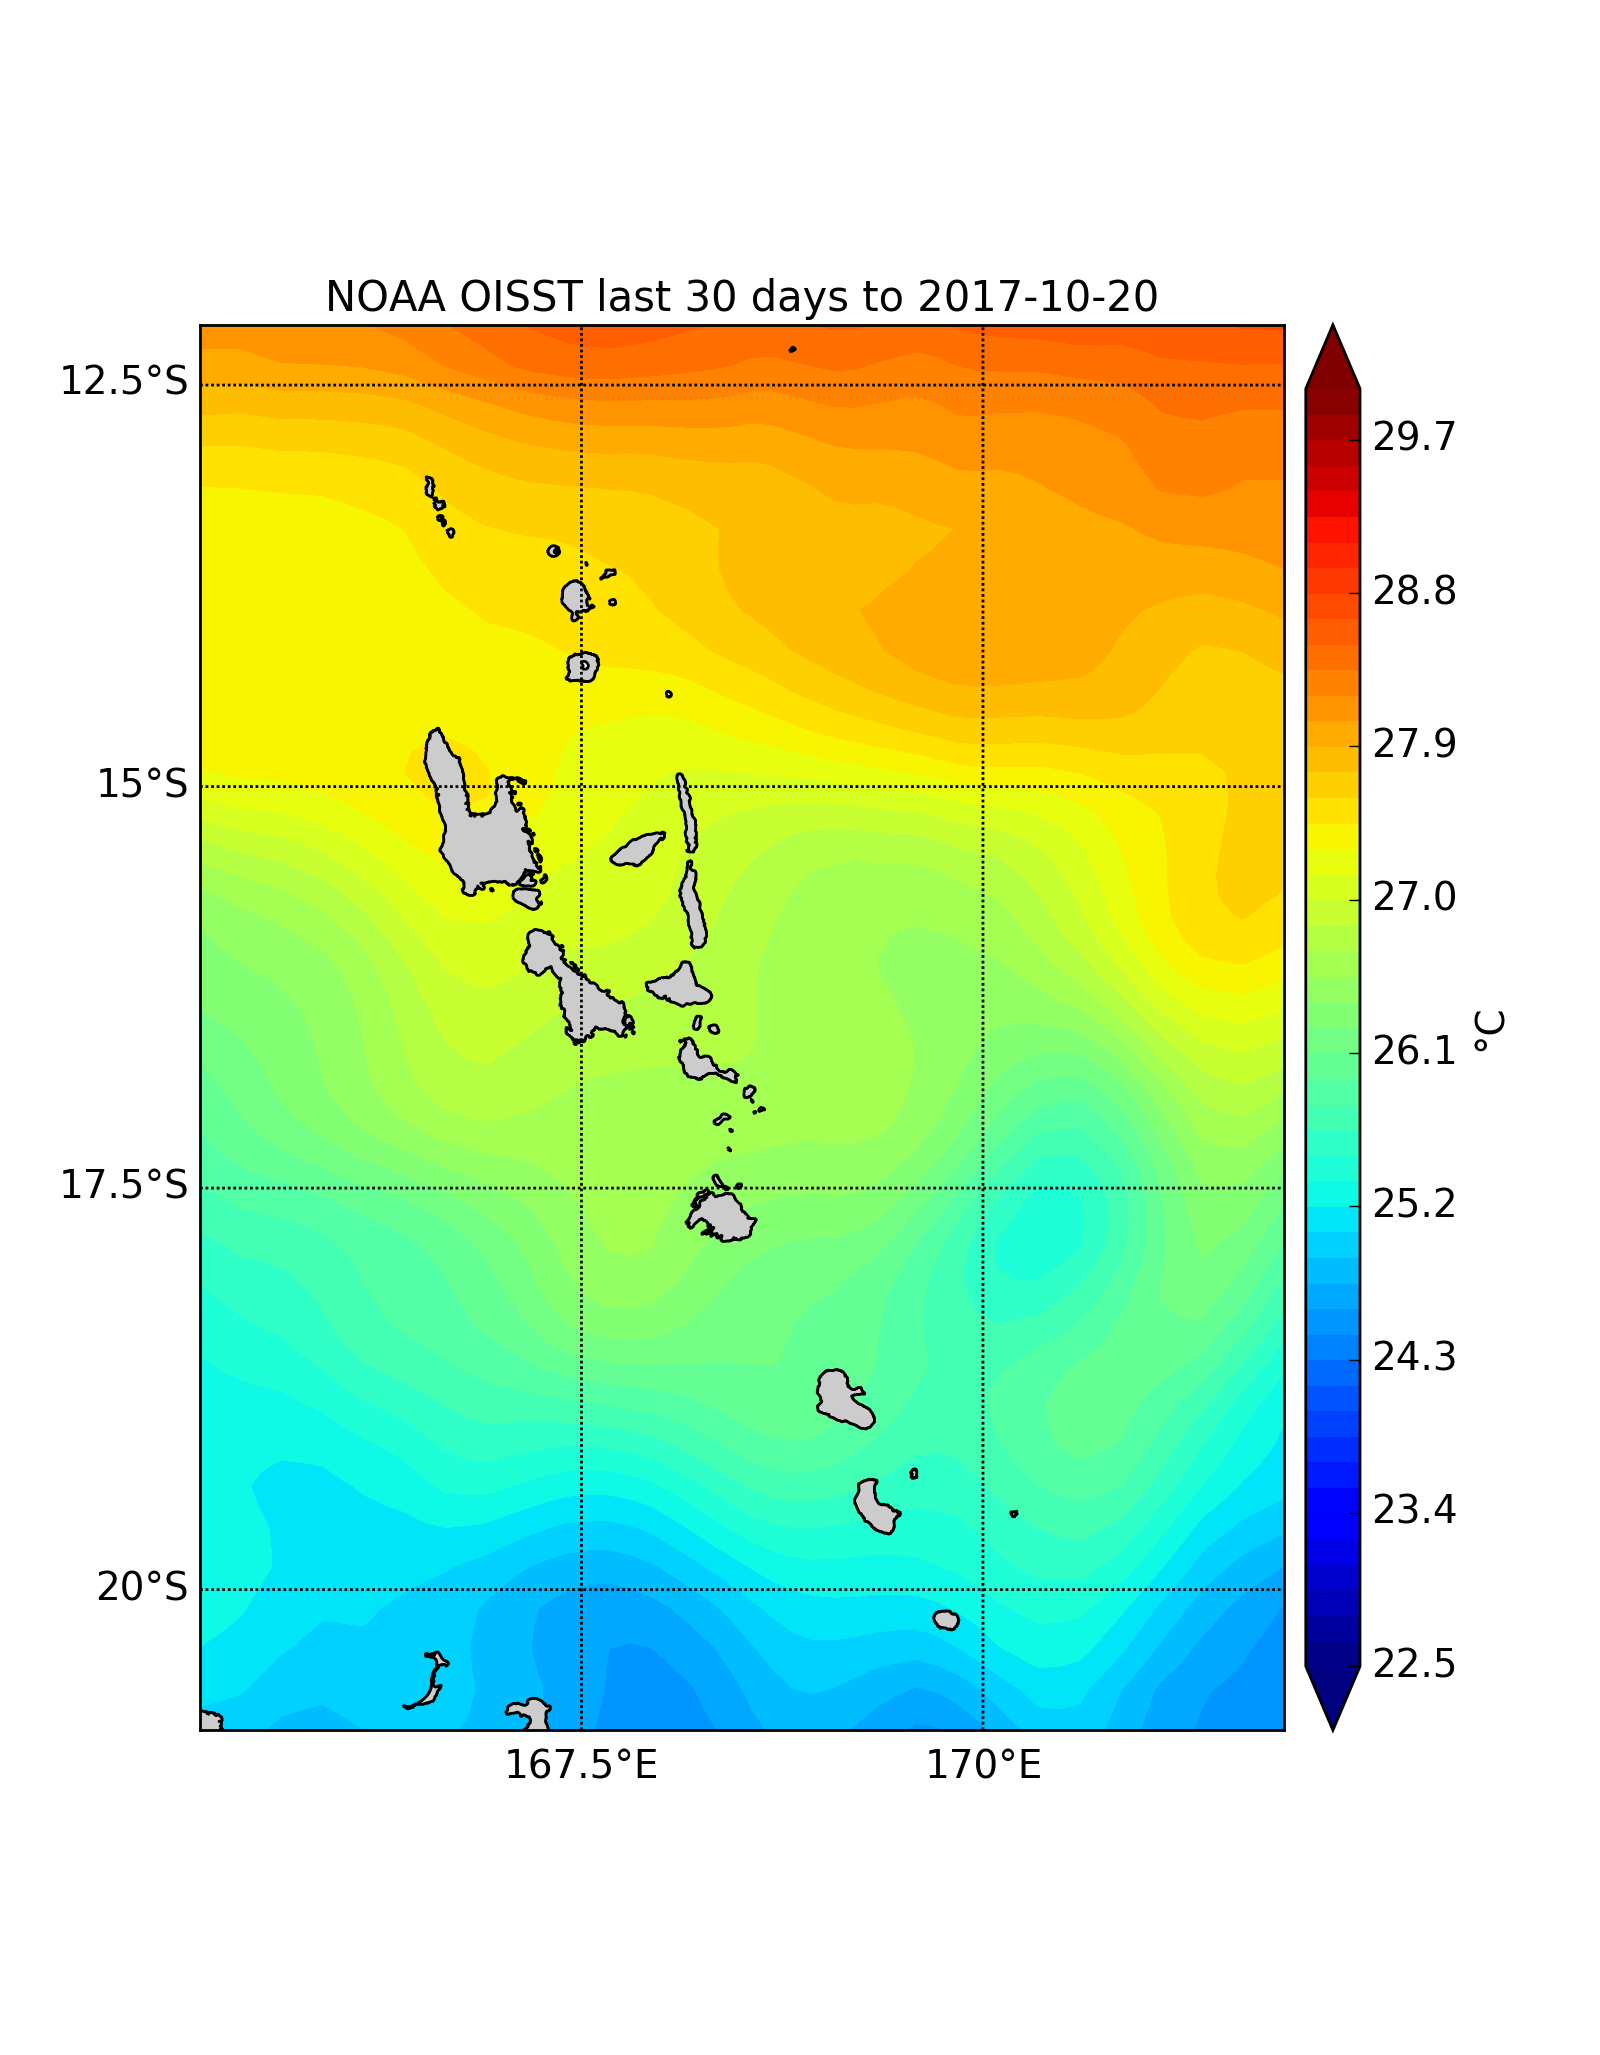 NOAA OISST last 30 days to 2017-10-20
12.5°S
15°S
17.5°S
20°S
167.5°E
170°E
29.7
28.8
27.9
27.0
26.1
25.2
24.3
23.4
22.5
°C